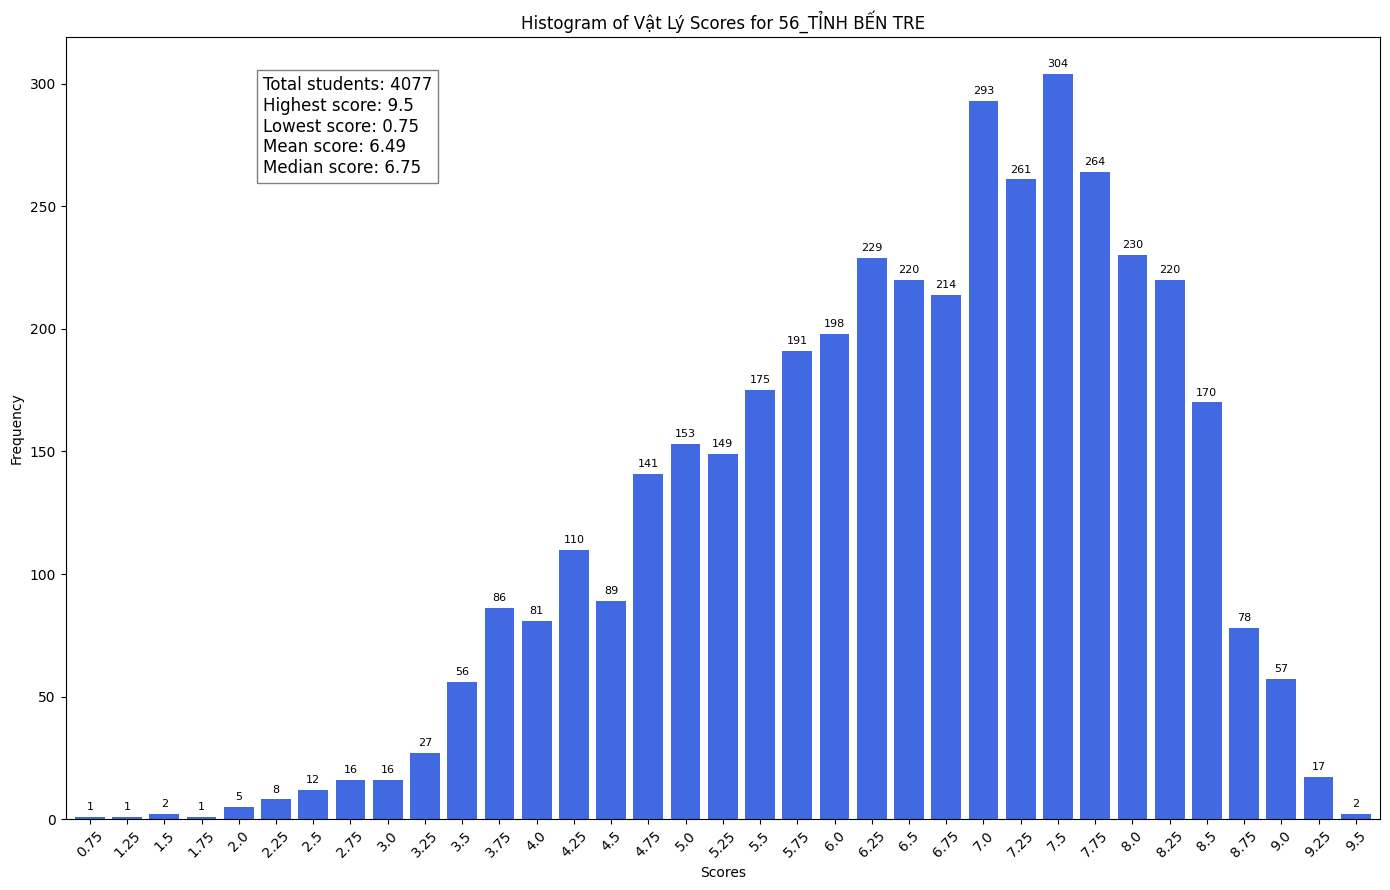 Histogram of Vật Lý Scores for 56_TỈNH BẾN TRE
Total students: 4077
Highest score: 9.5
Lowest score: 0.75
Mean score: 6.49
Median score: 6.75
Frequency
300
250
200
150
100
50
0
1 1 2 1 5 8 12 16 16 27 56 86 81 110 89 141 153 149 175 191 198 229 220 214 293 261 304 264 230 220 170 78 57 17 2
0.75 1.25 1.5 1.75 2.0 2.25 2.5 2.75 3.0 3.25 3.5 3.75 4.0 4.25 4.5 4.75 5.0 5.25 5.5 5.75 6.0 6.25 6.5 6.75 7.0 7.25 7.5 7.75 8.0 8.25 8.5 8.75 9.0 9.25 9.5
Scores